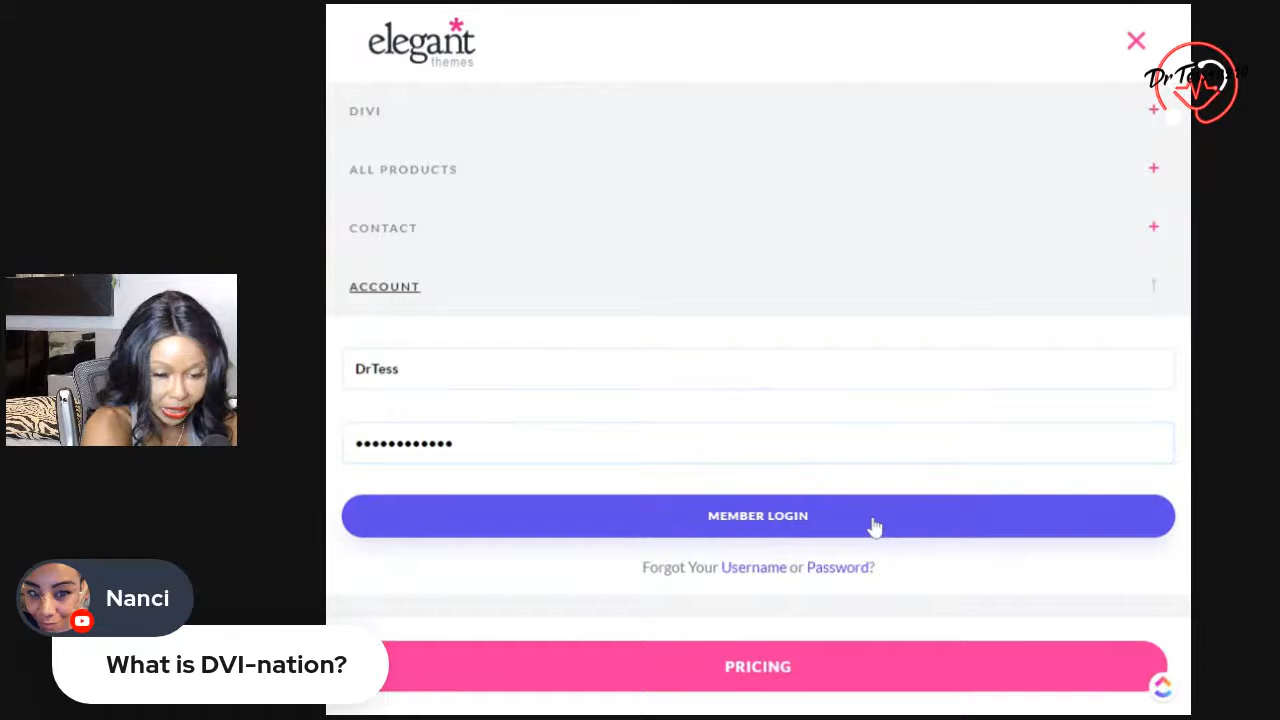 elegant
themes
DIVI
ALL PRODUCTS
CONTACT
ACCOUNT
DrTess
••••••••••••
MEMBER LOGIN
Forgot Your Username or Password?
PRICING
Nanci
What is DVI-nation?